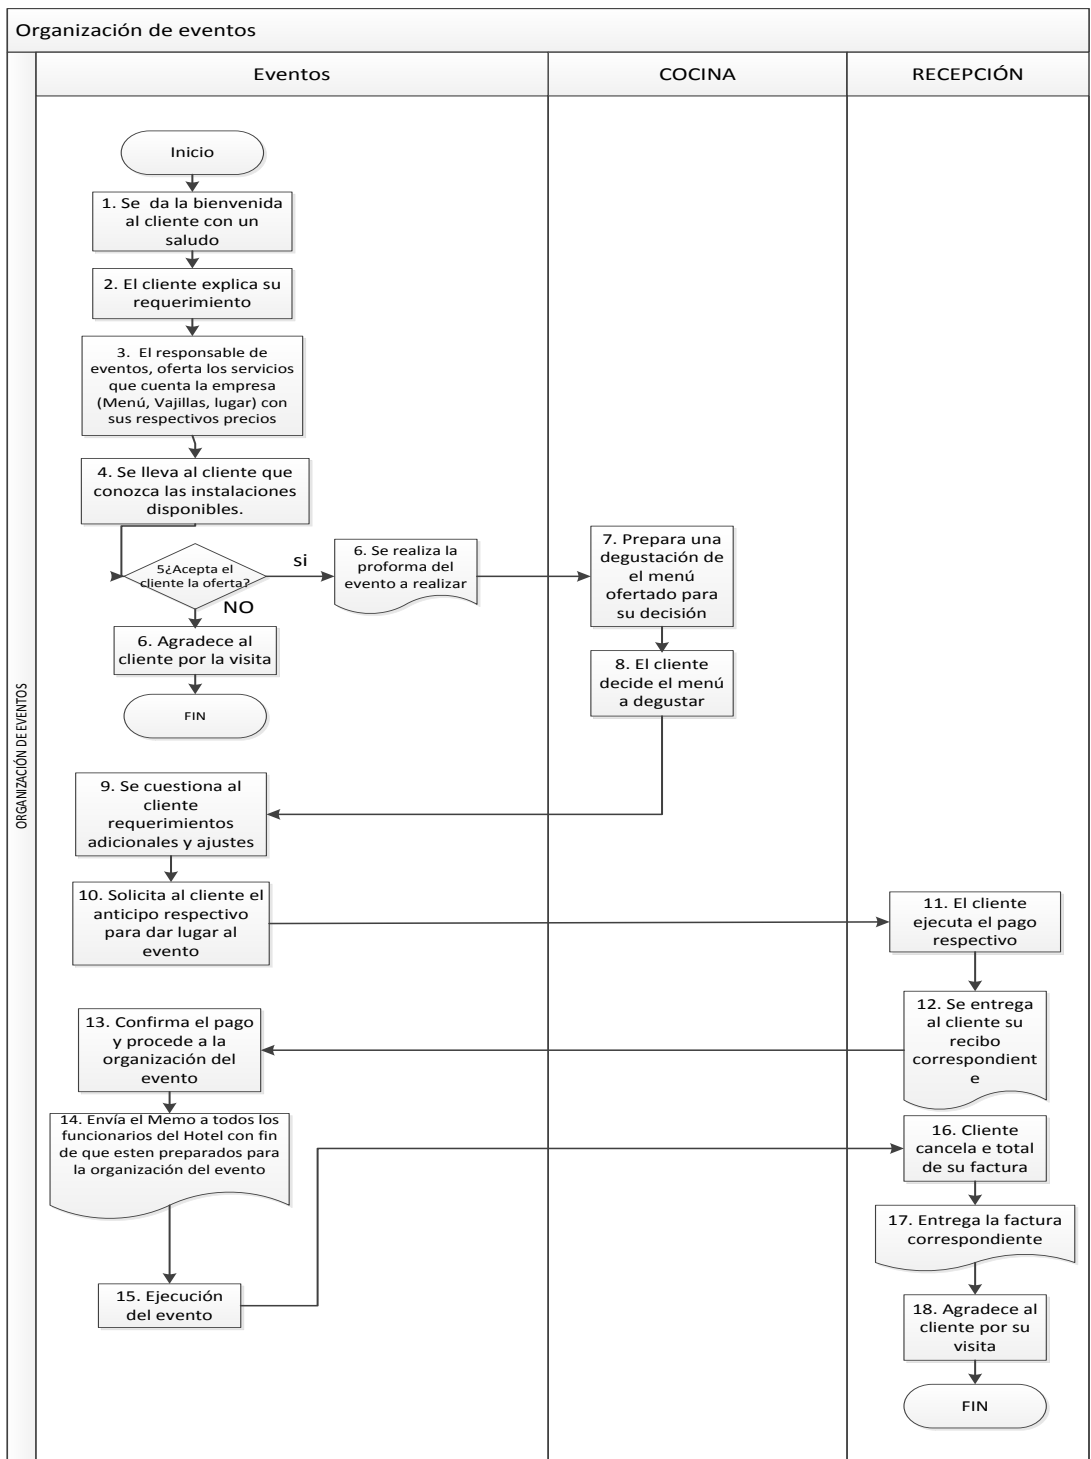 Organización de eventos
Eventos
COCINA
RECEPCIÓN
ORGANIZACIÓN DE EVENTOS
Inicio
1. Se da la bienvenida
al cliente con un
saludo
2. El cliente explica su
requerimiento
3. El responsable de
eventos, oferta los servicios
que cuenta la empresa
(Menú, Vajillas, lugar) con
sus respectivos precios
4. Se lleva al cliente que
conozca las instalaciones
disponibles.
5¿Acepta el
cliente la oferta?
si
NO
6. Se realiza la
proforma del
evento a realizar
6. Agradece al
cliente por la visita
FIN
7. Prepara una
degustación de
el menú
ofertado para
su decisión
8. El cliente
decide el menú
a degustar
9. Se cuestiona al
cliente
requerimientos
adicionales y ajustes
10. Solicita al cliente el
anticipo respectivo
para dar lugar al
evento
11. El cliente
ejecuta el pago
respectivo
12. Se entrega
al cliente su
recibo
correspondient
e
13. Confirma el pago
y procede a la
organización del
evento
14. Envía el Memo a todos los
funcionarios del Hotel con fin
de que esten preparados para
la organización del evento
15. Ejecución
del evento
16. Cliente
cancela e total
de su factura
17. Entrega la factura
correspondiente
18. Agradece al
cliente por su
visita
FIN